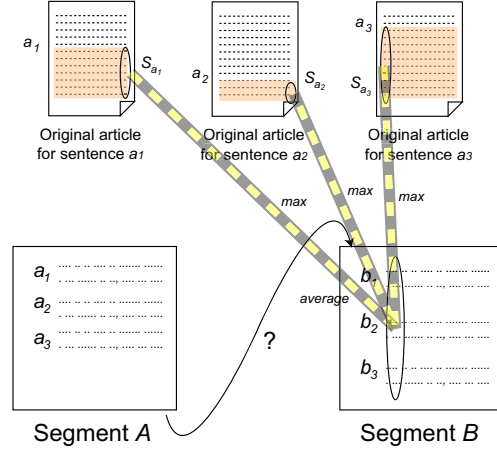 a1
Sa1
a2
Sa2
a3
Sa3
Original article
for sentence a1
Original article
for sentence a2
Original article
for sentence a3
max
max
max
average
?
a1
a2
a3
b1
b2
b3
Segment A
Segment B